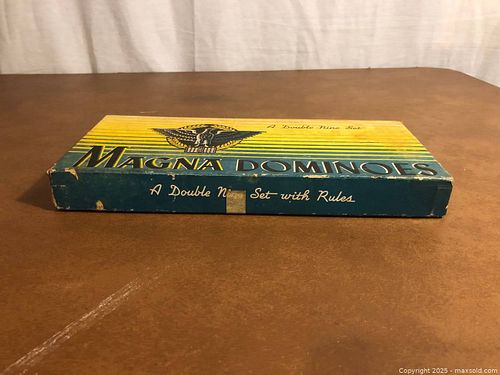 A Double Nine Set
MAGNA DOMINOES
A Double Nine Set with Rules
Copyright 2025 - maxsold.com